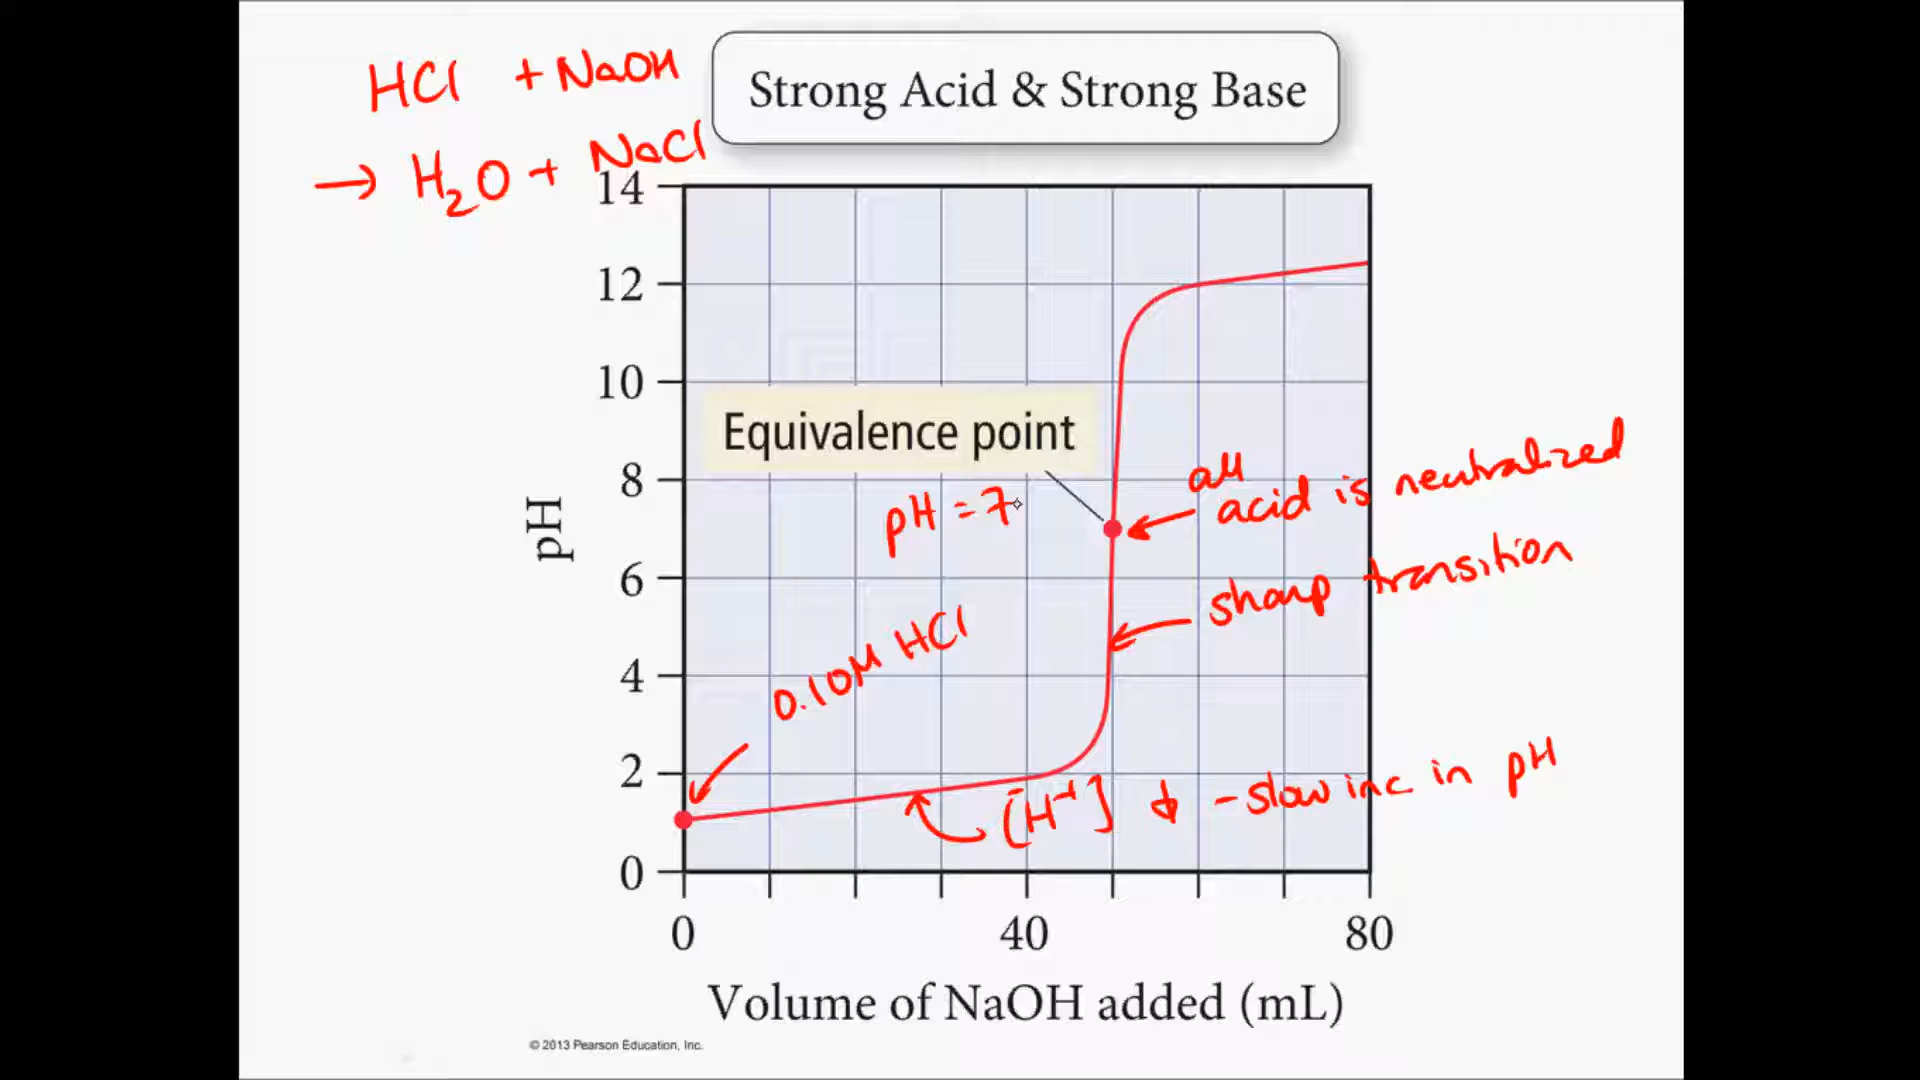 HCl + NaOH
→ H₂O + NaCl
Strong Acid & Strong Base
14
12
10
8
6
4
2
0
pH
Equivalence point
pH = 7
all
acid is neutralized
sharp transition
0.10M HCl
[H⁺] ↓ - slow inc in pH
0 40 80
Volume of NaOH added (mL)
© 2013 Pearson Education, Inc.